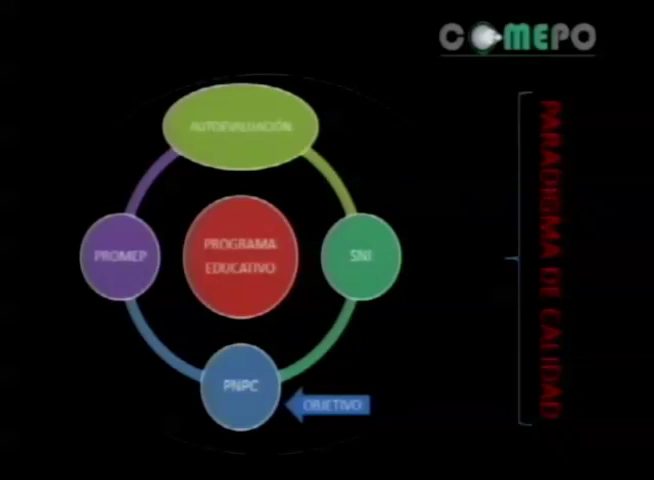 COMEPO
AUTOEVALUACIÓN
PROMEP
PROGRAMA
EDUCATIVO
SNI
PNPC
OBJETIVO
PARADIGMA DE CALIDAD